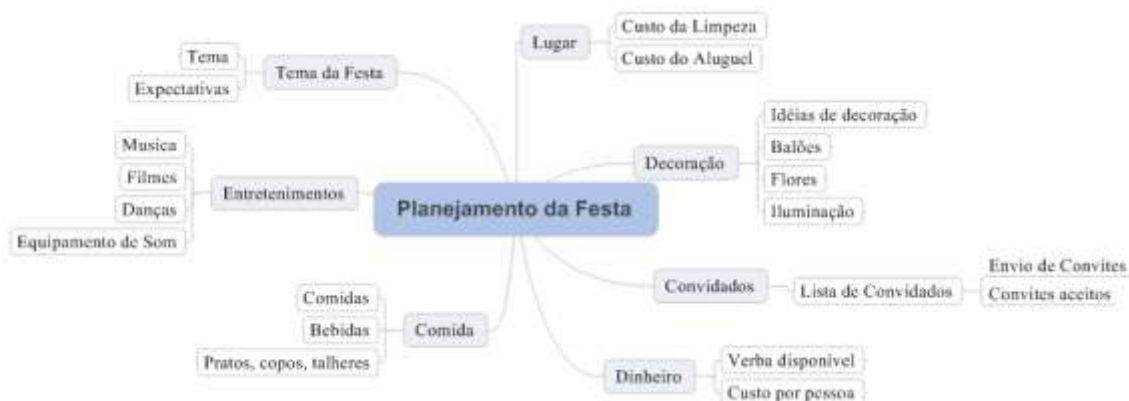 Lugar
Custo da Limpeza
Custo do Aluguel
Tema da Festa
Tema
Expectativas
Decoração
Idéias de decoração
Balões
Flores
Iluminação
Entretenimentos
Musica
Filmes
Danças
Equipamento de Som
Planejamento da Festa
Convidados
Lista de Convidados
Envio de Convites
Convites aceitos
Comida
Comidas
Bebidas
Pratos, copos, talheres
Dinheiro
Verba disponível
Custo por pessoa